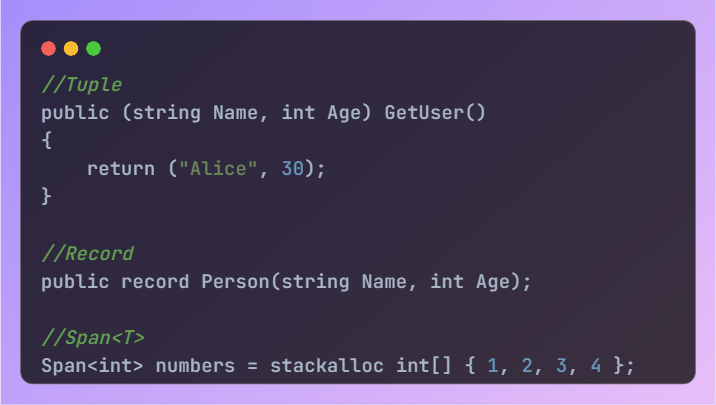 //Tuple
public (string Name, int Age) GetUser()
{
    return ("Alice", 30);
}

//Record
public record Person(string Name, int Age);

//Span<T>
Span<int> numbers = stackalloc int[] { 1, 2, 3, 4 };